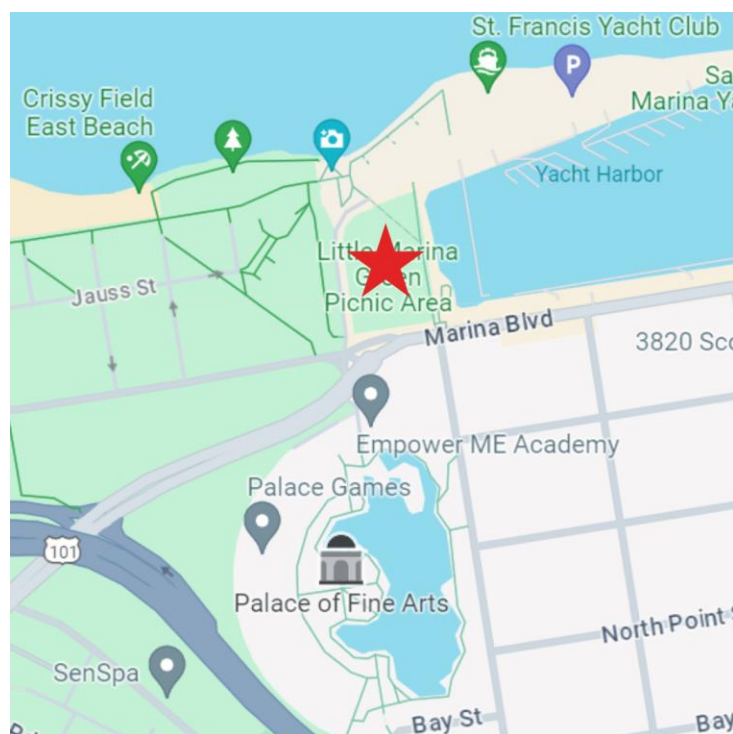 St. Francis Yacht Club
P
Sa
Marina Ya
Crissy Field
East Beach
Yacht Harbor
Little Marina
Green
Picnic Area
Jauss St
Marina Blvd
3820 Sco
Empower ME Academy
Palace Games
101
Palace of Fine Arts
North Point S
SenSpa
Bay St
Bay